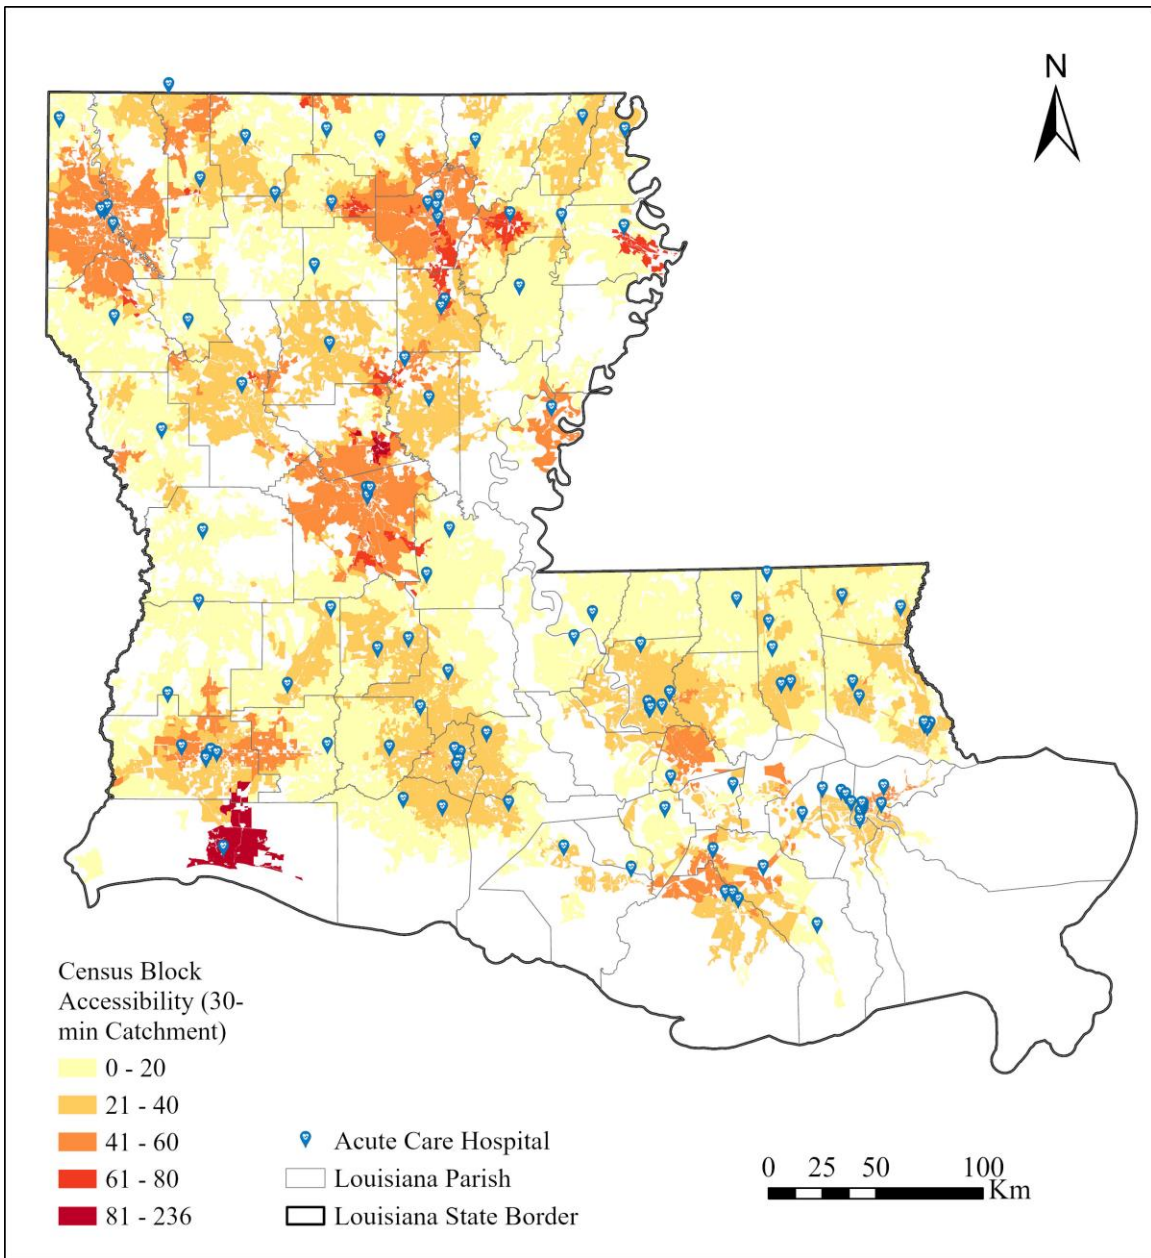 N
Census Block
Accessibility (30-
min Catchment)
0 - 20
21 - 40
41 - 60
61 - 80
81 - 236
Acute Care Hospital
Louisiana Parish
Louisiana State Border
0 25 50 100
Km